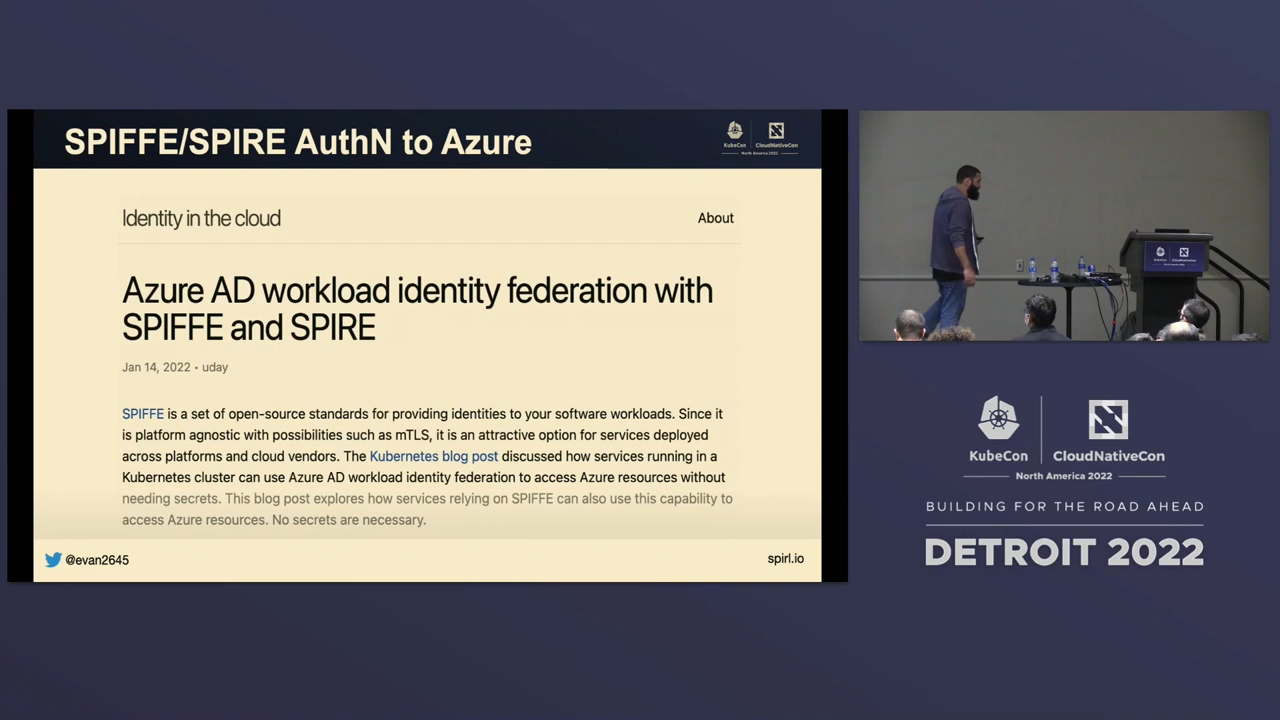 SPIFFE/SPIRE AuthN to Azure
KubeCon
CloudNativeCon
North America 2022
Identity in the cloud
About
Azure AD workload identity federation with
SPIFFE and SPIRE
Jan 14, 2022 • uday
SPIFFE is a set of open-source standards for providing identities to your software workloads. Since it
is platform agnostic with possibilities such as mTLS, it is an attractive option for services deployed
across platforms and cloud vendors. The Kubernetes blog post discussed how services running in a
Kubernetes cluster can use Azure AD workload identity federation to access Azure resources without
needing secrets. This blog post explores how services relying on SPIFFE can also use this capability to
access Azure resources. No secrets are necessary.
@evan2645
spirl.io
KubeCon
CloudNativeCon
KubeCon
CloudNativeCon
North America 2022
BUILDING FOR THE ROAD AHEAD
DETROIT 2022